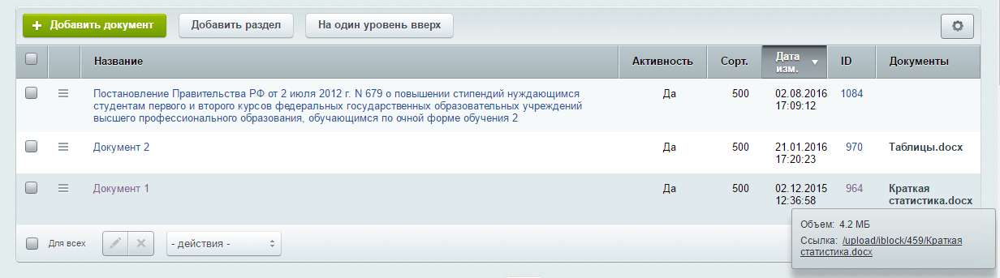 + Добавить документ Добавить раздел На один уровень вверх
Название Активность Сорт. Дата изм. ID Документы
Постановление Правительства РФ от 2 июля 2012 г. N 679 о повышении стипендий нуждающимся
студентам первого и второго курсов федеральных государственных образовательных учреждений
высшего профессионального образования, обучающимся по очной форме обучения 2
Да 500 02.08.2016
17:09:12
1084
Документ 2 Да 500 21.01.2016
17:20:23
970 Таблицы.docx
Документ 1 Да 500 02.12.2015
12:36:58
964 Краткая
статистика.docx
Объем: 4.2 МБ
Ссылка: /upload/iblock/459/Краткая
статистика.docx
Для всех - действия -